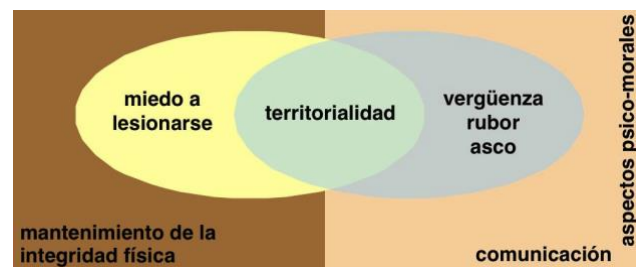 miedo a
lesionarse
territorialidad
vergüenza
rubor
asco
mantenimiento de la
integridad física
comunicación
aspectos psico-morales